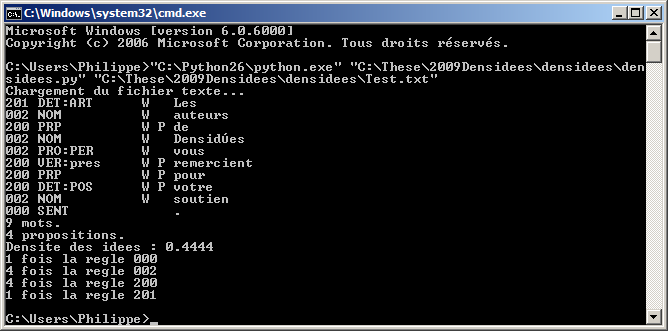 C:\Windows\system32\cmd.exe
Microsoft Windows [version 6.0.6000]
Copyright (c) 2006 Microsoft Corporation. Tous droits réservés.
C:\Users\Philippe>"C:\Python26\python.exe" "C:\These\2009Densidees\densidees\den
sidees.py" "C:\These\2009Densidees\densidees\Test.txt"
Chargement du fichier texte...
201 DET:ART W Les
002 NOM W auteurs
200 PRP W P de
002 NOM W DensidÚes
002 PRO:PER W vous
200 VER:pres W P remercient
200 PRP W P pour
200 DET:POS W P votre
002 NOM W soutien
000 SENT .
9 mots.
4 propositions.
Densite des idees : 0.4444
1 fois la regle 000
4 fois la regle 002
4 fois la regle 200
1 fois la regle 201
C:\Users\Philippe>_